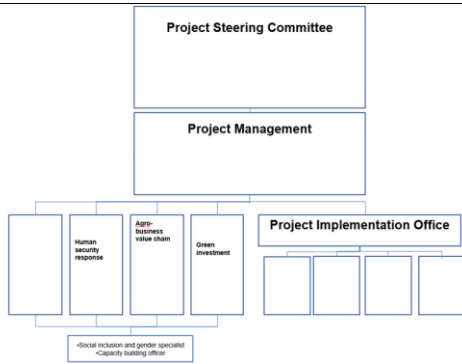 Project Steering Committee
Project Management
Human
security
response
Agro-
business
value chain
Green
investment
Project Implementation Office
•Social inclusion and gender specialist
•Capacity building officer